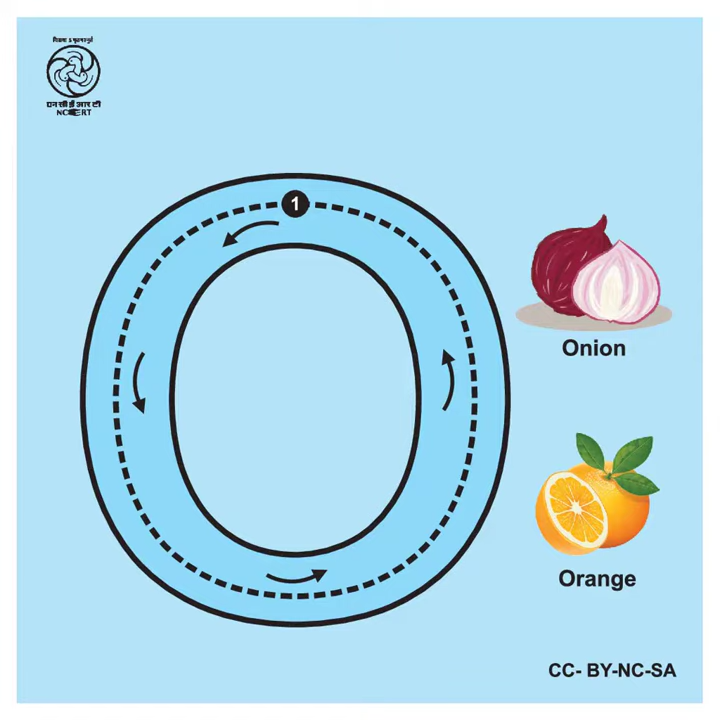 एन सी ई आर टी
NCERT
1
Onion
Orange
CC- BY-NC-SA